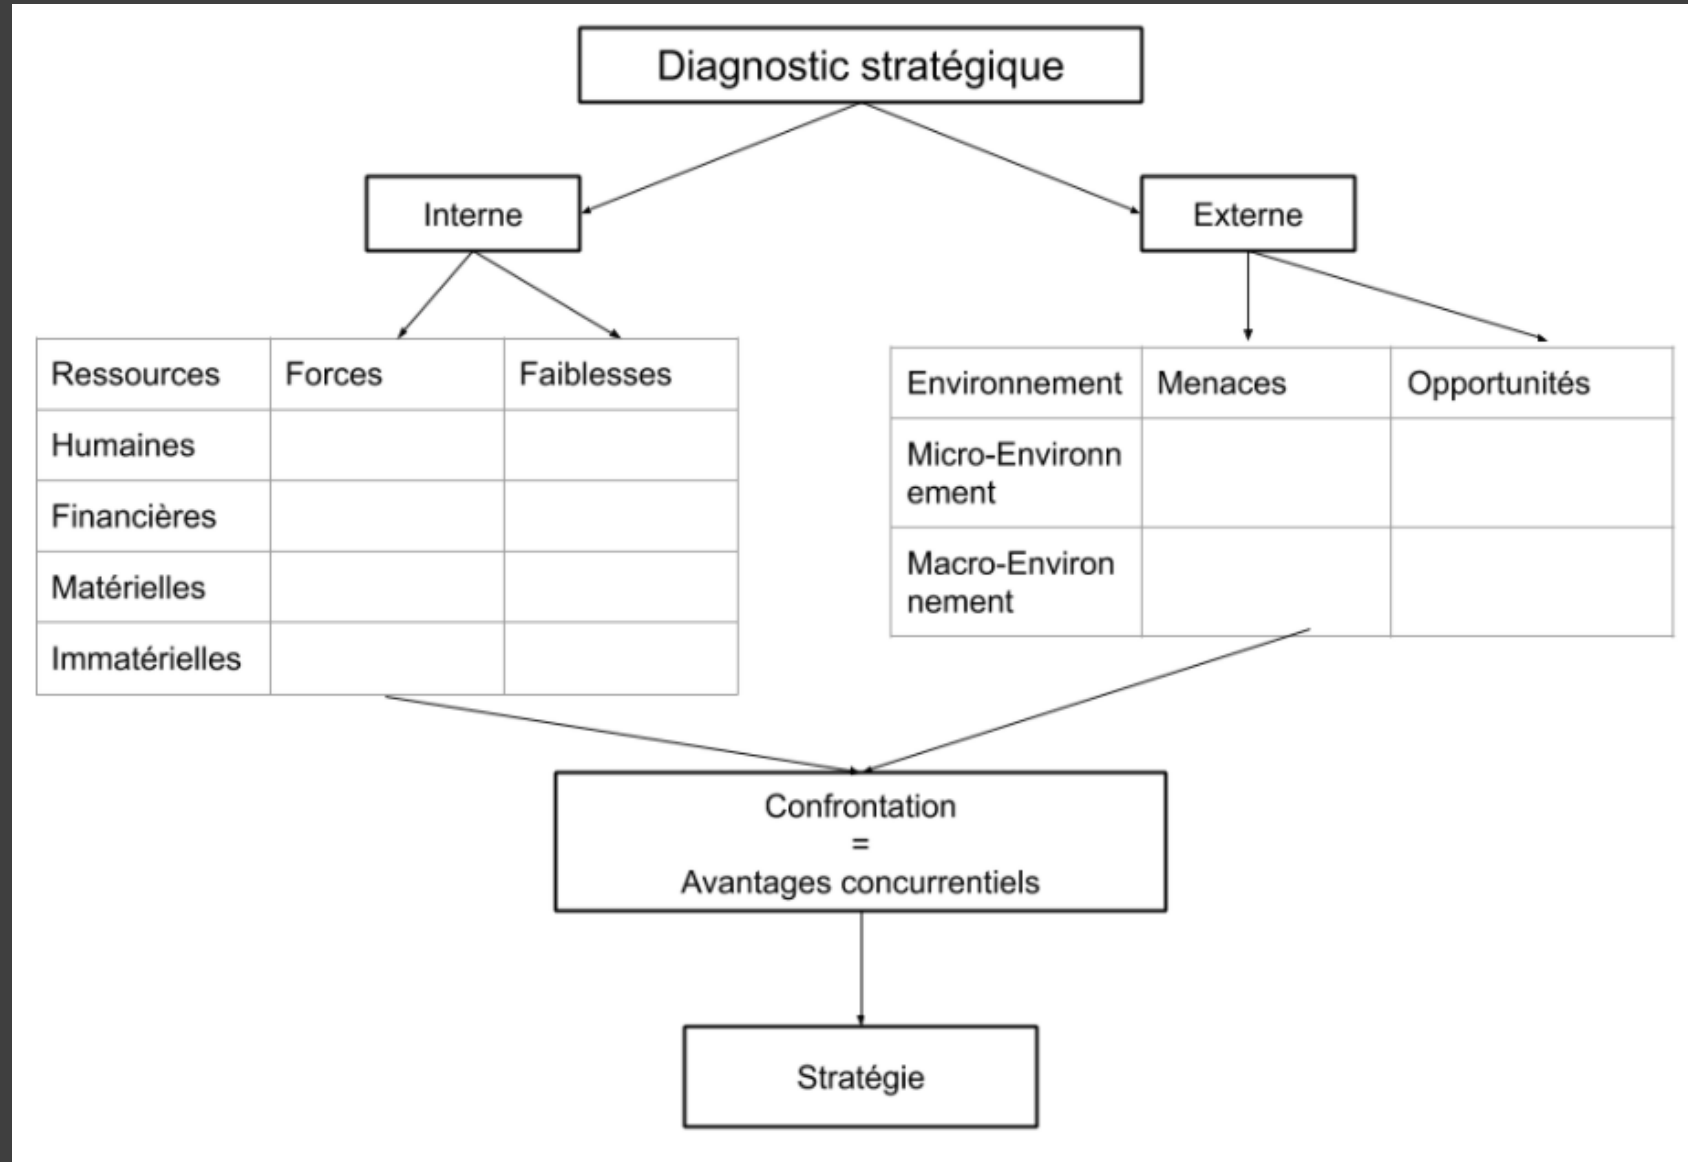 Diagnostic stratégique
Interne
Externe
Ressources
Forces
Faiblesses
Humaines
Financières
Matérielles
Immatérielles
Environnement
Menaces
Opportunités
Micro-Environn
ement
Macro-Environ
nement
Confrontation
=
Avantages concurrentiels
Stratégie